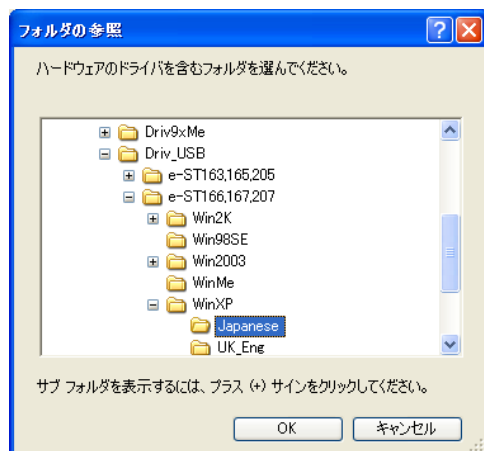 フォルダの参照
ハードウェアのドライバを含むフォルダを選んでください。
Driv9xMe
Driv_USB
e-ST163,165,205
e-ST166,167,207
Win2K
Win98SE
Win2003
WinMe
WinXP
Japanese
UK_Eng
サブ フォルダを表示するには、プラス (+) サインをクリックしてください。
OK キャンセル